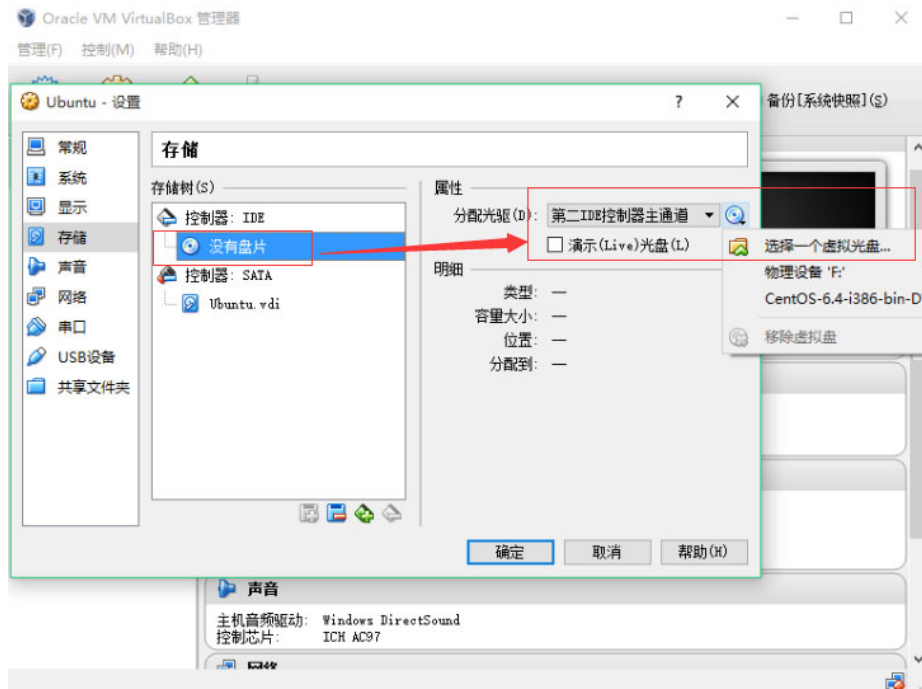 Oracle VM VirtualBox 管理器
管理(F) 控制(M) 帮助(H)
备份[系统快照](S)
Ubuntu - 设置
常规
系统
显示
存储
声音
网络
串口
USB设备
共享文件夹
存储
存储树(S)
控制器: IDE
没有盘片
控制器: SATA
Ubuntu.vdi
属性
分配光驱(D): 第二IDE控制器主通道
演示(Live)光盘(L)
明细
类型: —
容量大小: —
位置: —
分配到: —
选择一个虚拟光盘...
物理设备 'F:'
CentOS-6.4-i386-bin-D
移除虚拟盘
确定 取消 帮助(H)
声音
主机音频驱动: Windows DirectSound
控制芯片: ICH AC97
网络